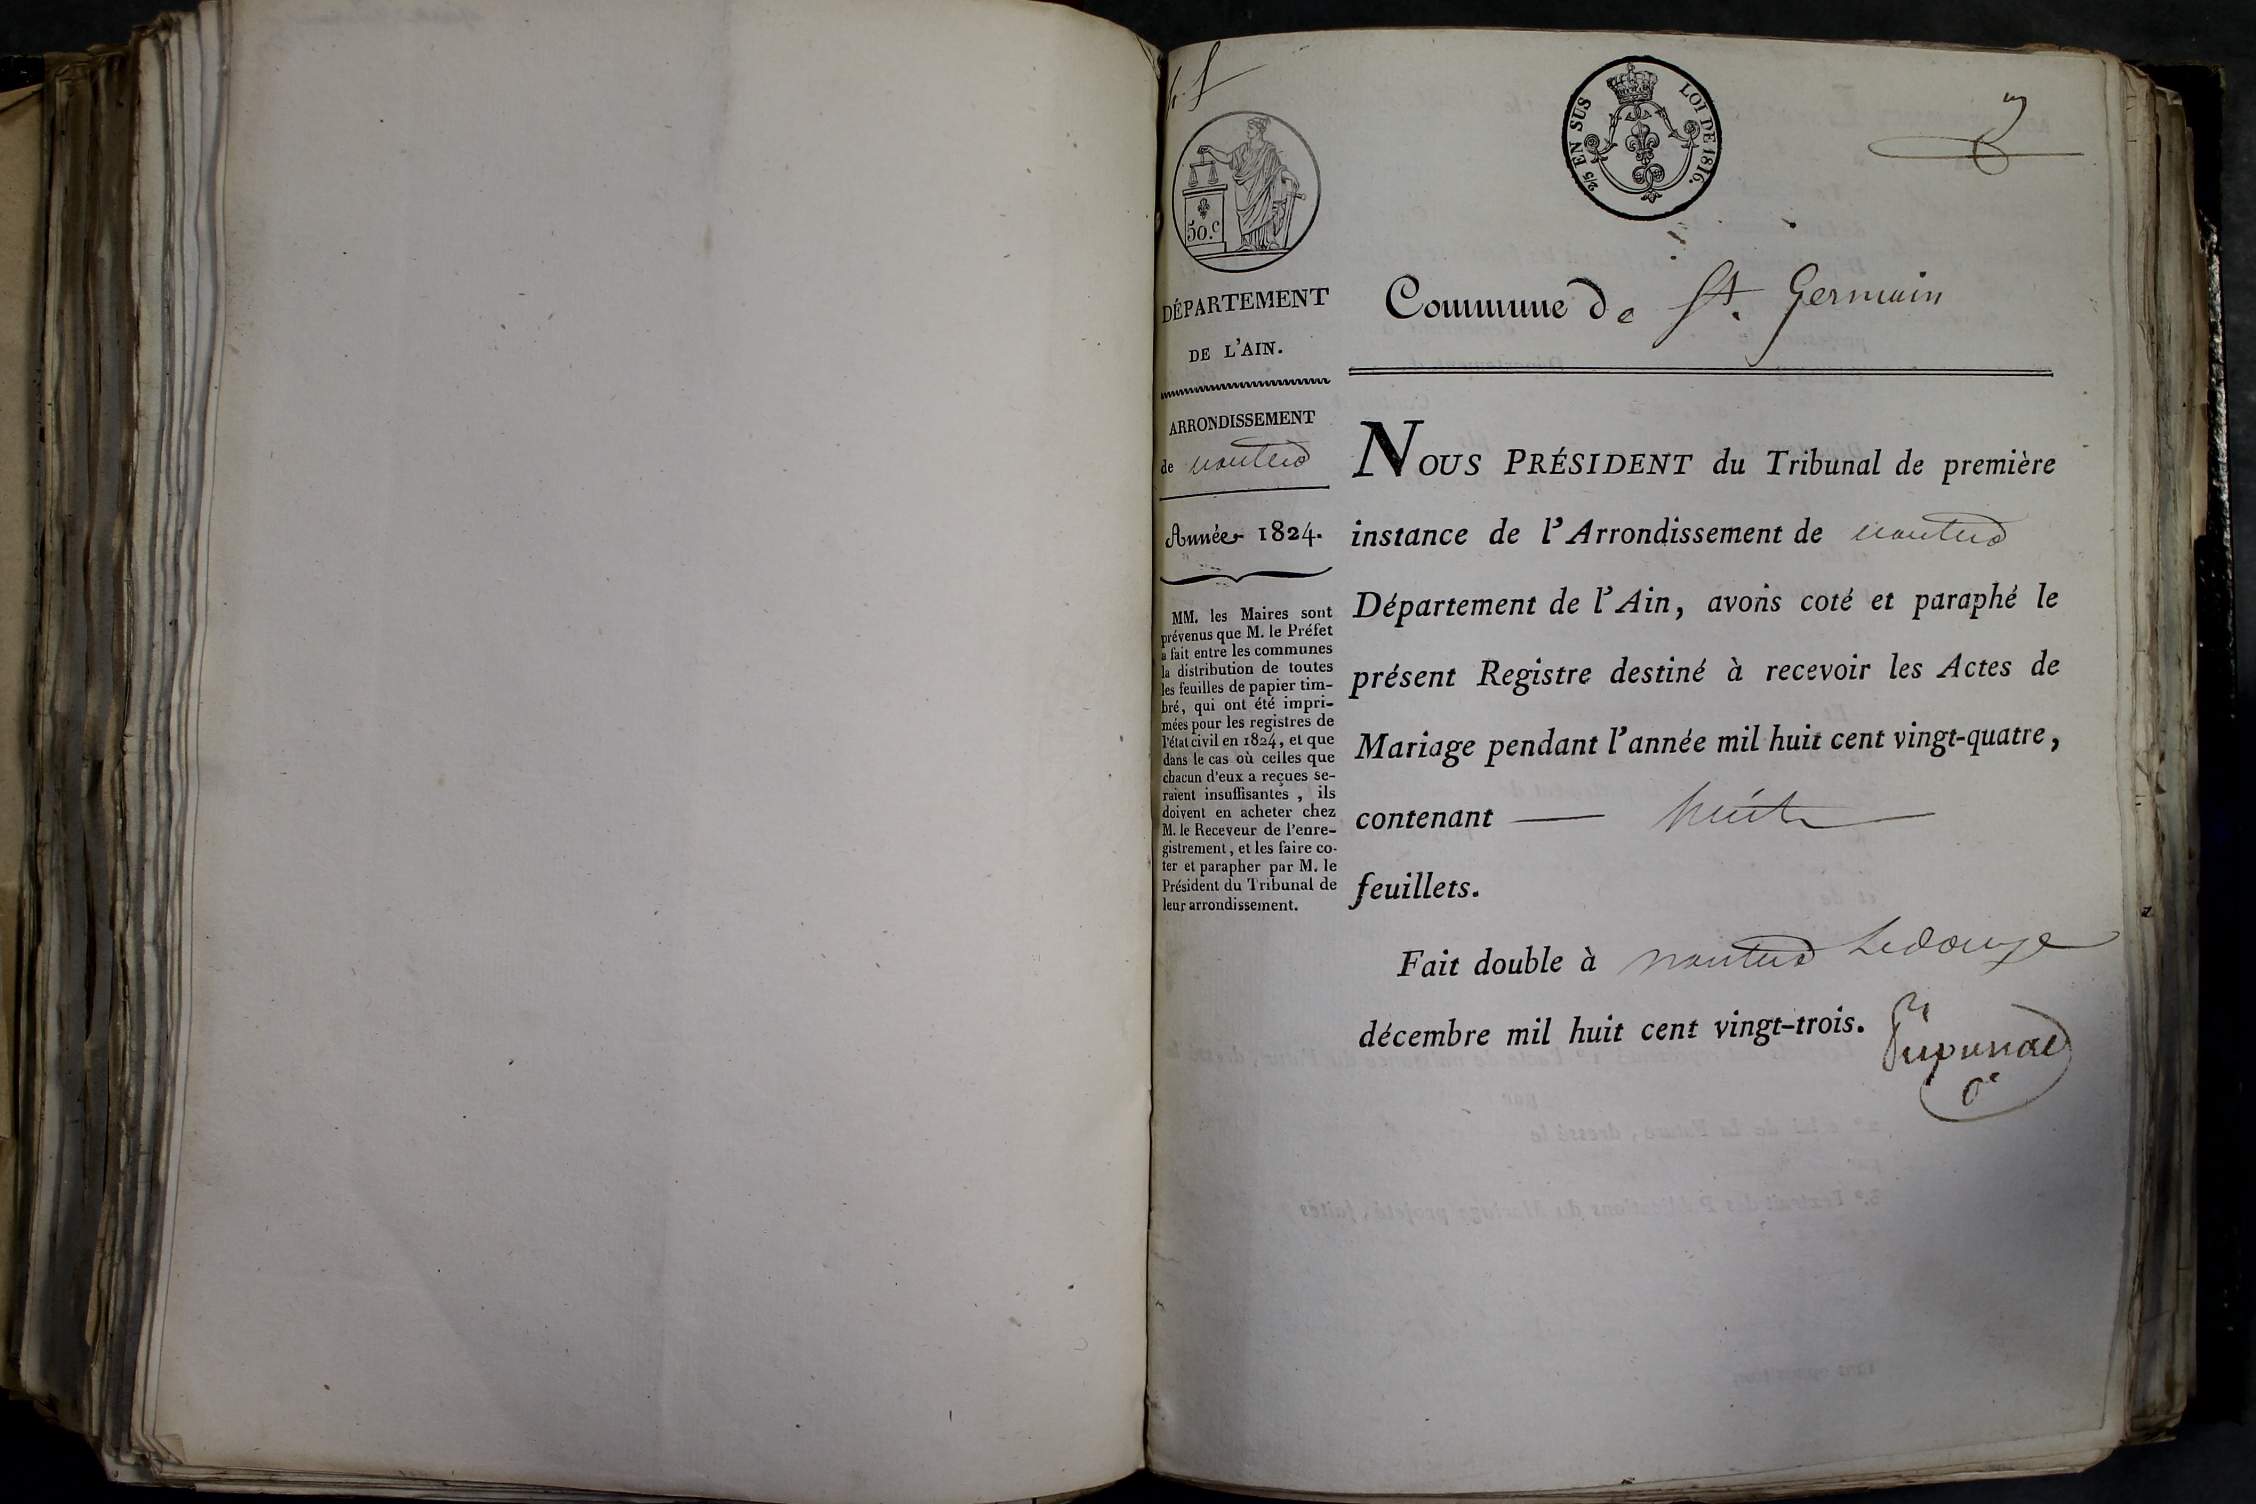 2/5 EN SUS LOI DE 1816.
50.c
DÉPARTEMENT
DE L'AIN.
ARRONDISSEMENT
de nantua
Année 1824.
MM. les Maires sont
prévenus que M. le Préfet
a fait entre les communes
la distribution de toutes
les feuilles de papier tim-
bré, qui ont été impri-
mées pour les registres de
l'état civil en 1824, et que
dans le cas où celles que
chacun d'eux a reçues se-
raient insuffisantes, ils
doivent en acheter chez
M. le Receveur de l'enre-
gistrement, et les faire co-
ter et parapher par M. le
Président du Tribunal de
leur arrondissement.
Commune de St. Germain
NOUS PRÉSIDENT du Tribunal de première
instance de l'Arrondissement de nantua
Département de l'Ain, avons coté et paraphé le
présent Registre destiné à recevoir les Actes de
Mariage pendant l'année mil huit cent vingt-quatre,
contenant huit
feuillets.
Fait double à nantua le douze
décembre mil huit cent vingt-trois.